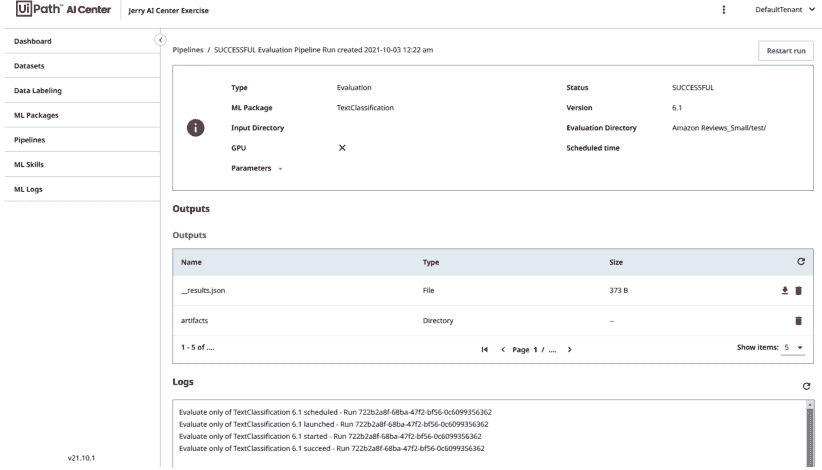 UiPath™ AI Center Jerry AI Center Exercise DefaultTenant
Dashboard
Datasets
Data Labeling
ML Packages
Pipelines
ML Skills
ML Logs
v21.10.1
Pipelines / SUCCESSFUL Evaluation Pipeline Run created 2021-10-03 12:22 am
Restart run
Type Evaluation Status SUCCESSFUL
ML Package TextClassification Version 6.1
Input Directory Evaluation Directory Amazon Reviews_Small/test/
GPU Scheduled time
Parameters
Outputs
Outputs
Name Type Size
__results.json File 373 B
artifacts Directory --
1 - 5 of .... Page 1 / .... Show items: 5
Logs
Evaluate only of TextClassification 6.1 scheduled - Run 722b2a8f-68ba-47f2-bf56-0c6099356362
Evaluate only of TextClassification 6.1 launched - Run 722b2a8f-68ba-47f2-bf56-0c6099356362
Evaluate only of TextClassification 6.1 started - Run 722b2a8f-68ba-47f2-bf56-0c6099356362
Evaluate only of TextClassification 6.1 succeed - Run 722b2a8f-68ba-47f2-bf56-0c6099356362